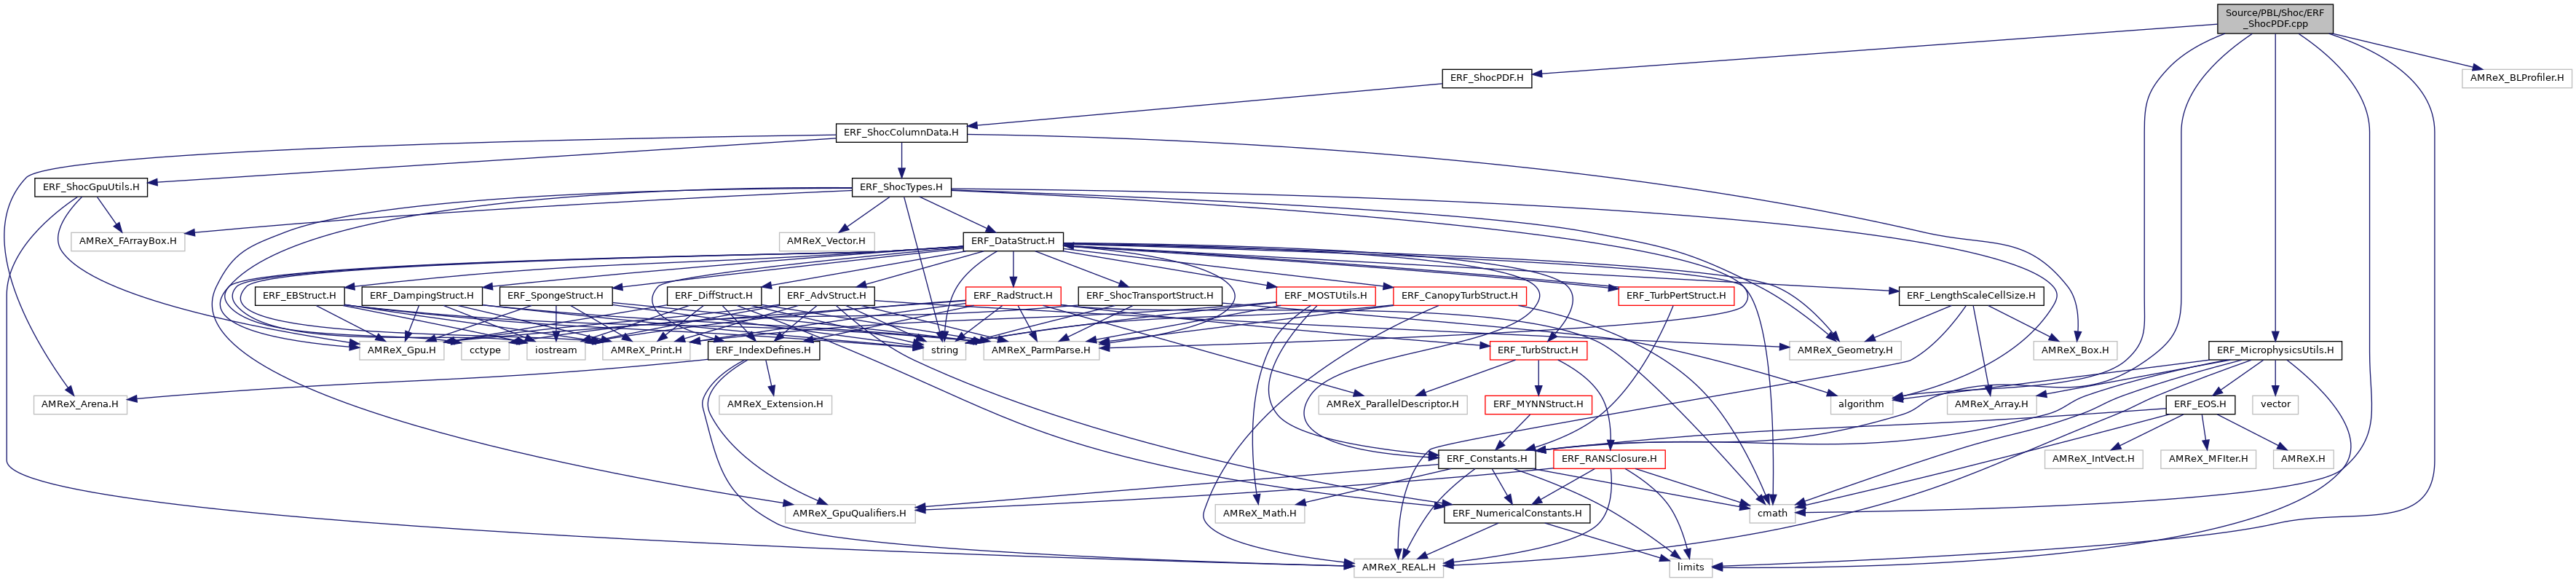 Source/PBL/Shoc/ERF
_ShocPDF.cpp
ERF_ShocPDF.H
AMReX_BLProfiler.H
ERF_ShocColumnData.H
ERF_ShocGpuUtils.H
ERF_ShocTypes.H
AMReX_FArrayBox.H
AMReX_Vector.H
ERF_DataStruct.H
ERF_EBStruct.H
ERF_DampingStruct.H
ERF_SpongeStruct.H
ERF_DiffStruct.H
ERF_AdvStruct.H
ERF_RadStruct.H
ERF_ShocTransportStruct.H
ERF_MOSTUtils.H
ERF_CanopyTurbStruct.H
ERF_TurbPertStruct.H
ERF_LengthScaleCellSize.H
AMReX_Gpu.H
cctype
iostream
AMReX_Print.H
ERF_IndexDefines.H
string
AMReX_ParmParse.H
ERF_TurbStruct.H
AMReX_Geometry.H
AMReX_Box.H
ERF_MicrophysicsUtils.H
AMReX_Arena.H
AMReX_Extension.H
AMReX_ParallelDescriptor.H
ERF_MYNNStruct.H
algorithm
AMReX_Array.H
ERF_EOS.H
vector
ERF_Constants.H
ERF_RANSClosure.H
AMReX_IntVect.H
AMReX_MFIter.H
AMReX.H
AMReX_GpuQualifiers.H
AMReX_Math.H
ERF_NumericalConstants.H
cmath
AMReX_REAL.H
limits